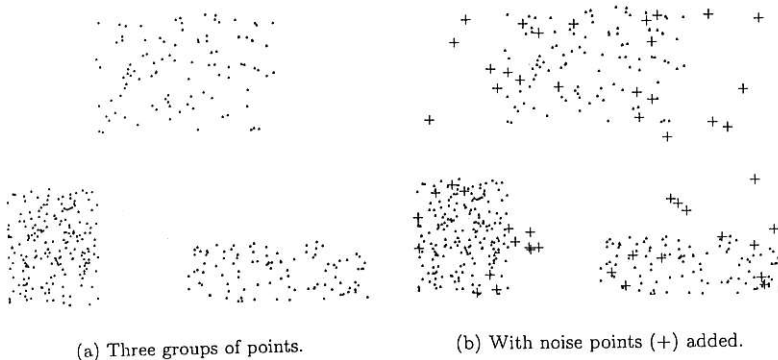 (a) Three groups of points.
(b) With noise points (+) added.